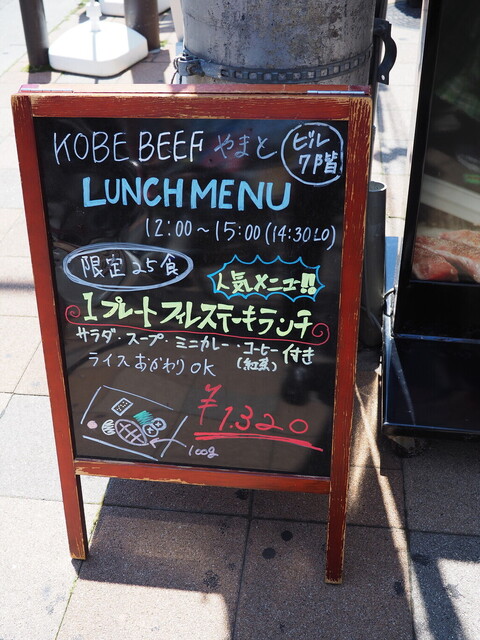 KOBE BEEF やまと
ビル
7階
LUNCH MENU
12:00〜15:00(14:30LO)
限定25食
人気メニュー!!
1プレートフィレステーキランチ
サラダ・スープ・ミニカレー・コーヒー付き
(紅茶)
ライスおかわりOK
¥1.320
100g